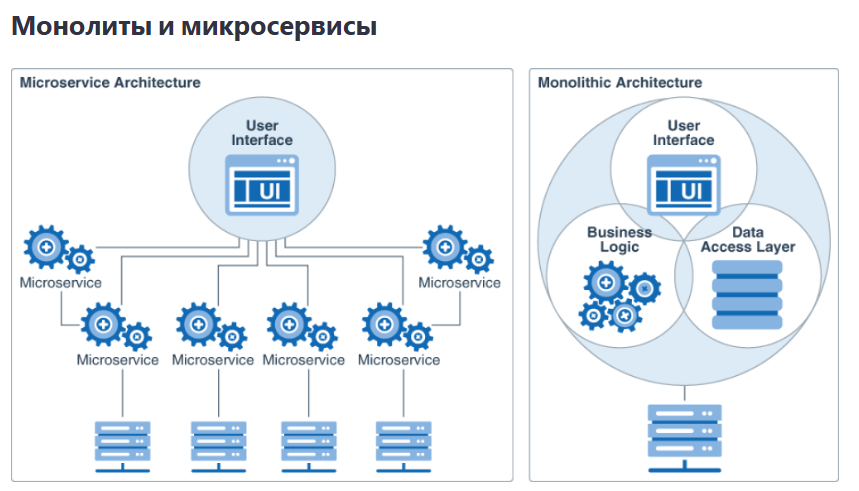 Монолиты и микросервисы
Microservice Architecture
User
Interface
UI
Microservice
Microservice
Microservice
Microservice
Microservice
Microservice
Monolithic Architecture
User
Interface
UI
Business
Logic
Data
Access Layer